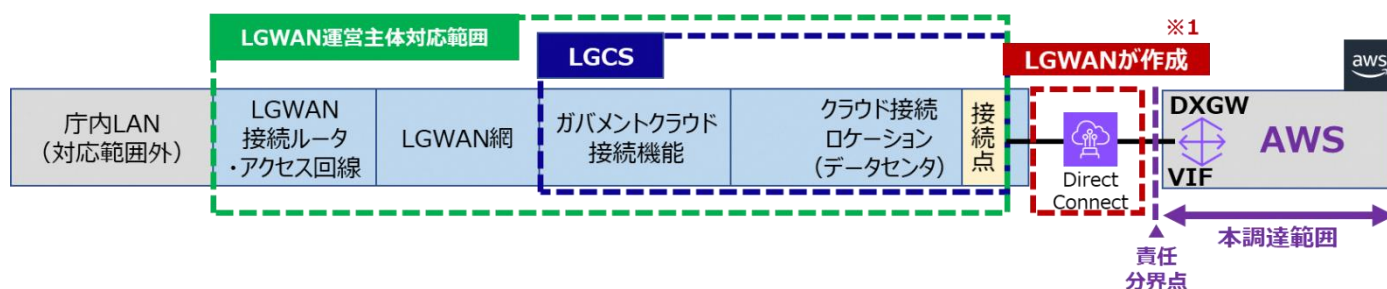 LGWAN運営主体対応範囲
LGCS
※1
LGWANが作成
aws
庁内LAN
(対応範囲外)
LGWAN
接続ルータ
・アクセス回線
LGWAN網
ガバメントクラウド
接続機能
クラウド接続
ロケーション
(データセンタ)
接続点
Direct
Connect
DXGW
VIF
AWS
本調達範囲
責任
分界点